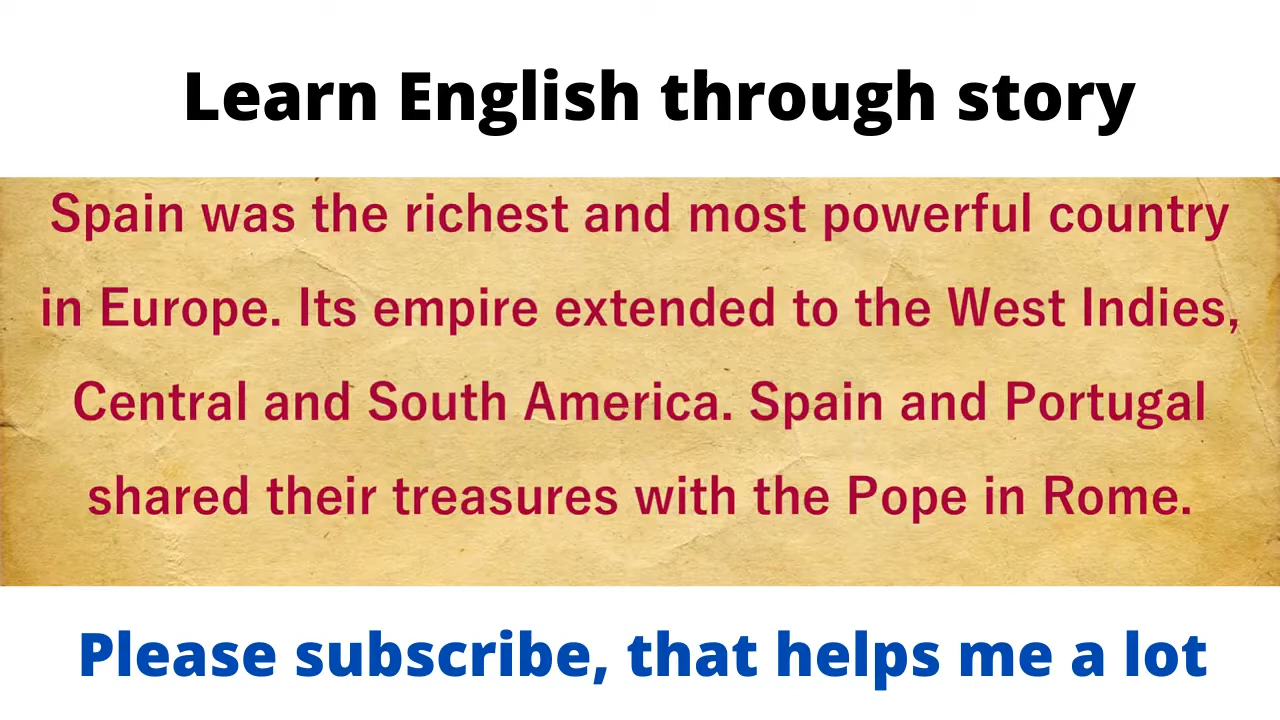 Learn English through story
Spain was the richest and most powerful country
in Europe. Its empire extended to the West Indies,
Central and South America. Spain and Portugal
shared their treasures with the Pope in Rome.
Please subscribe, that helps me a lot